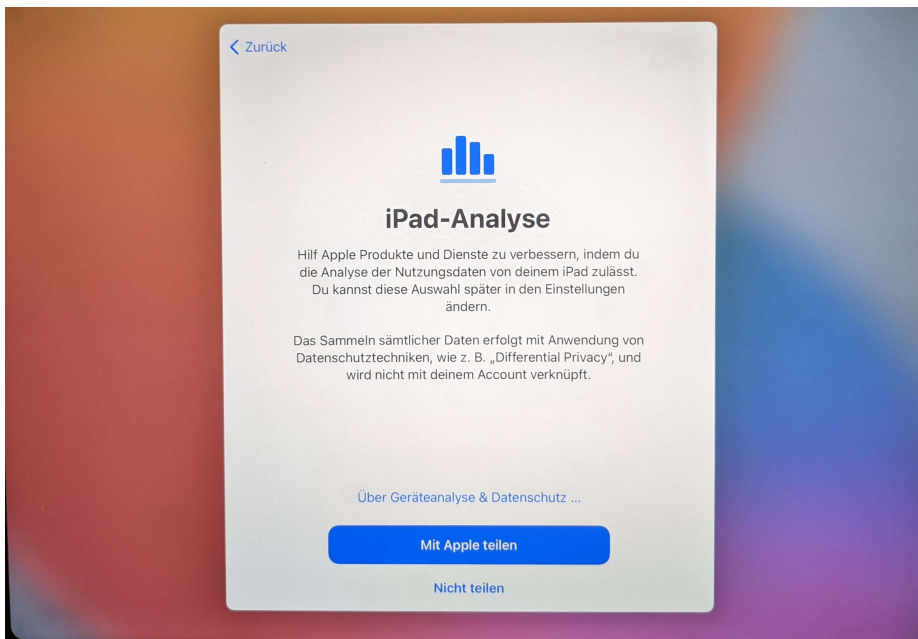 Zurück
iPad-Analyse
Hilf Apple Produkte und Dienste zu verbessern, indem du
die Analyse der Nutzungsdaten von deinem iPad zulässt.
Du kannst diese Auswahl später in den Einstellungen
ändern.
Das Sammeln sämtlicher Daten erfolgt mit Anwendung von
Datenschutztechniken, wie z. B. „Differential Privacy“, und
wird nicht mit deinem Account verknüpft.
Über Geräteanalyse & Datenschutz ...
Mit Apple teilen
Nicht teilen